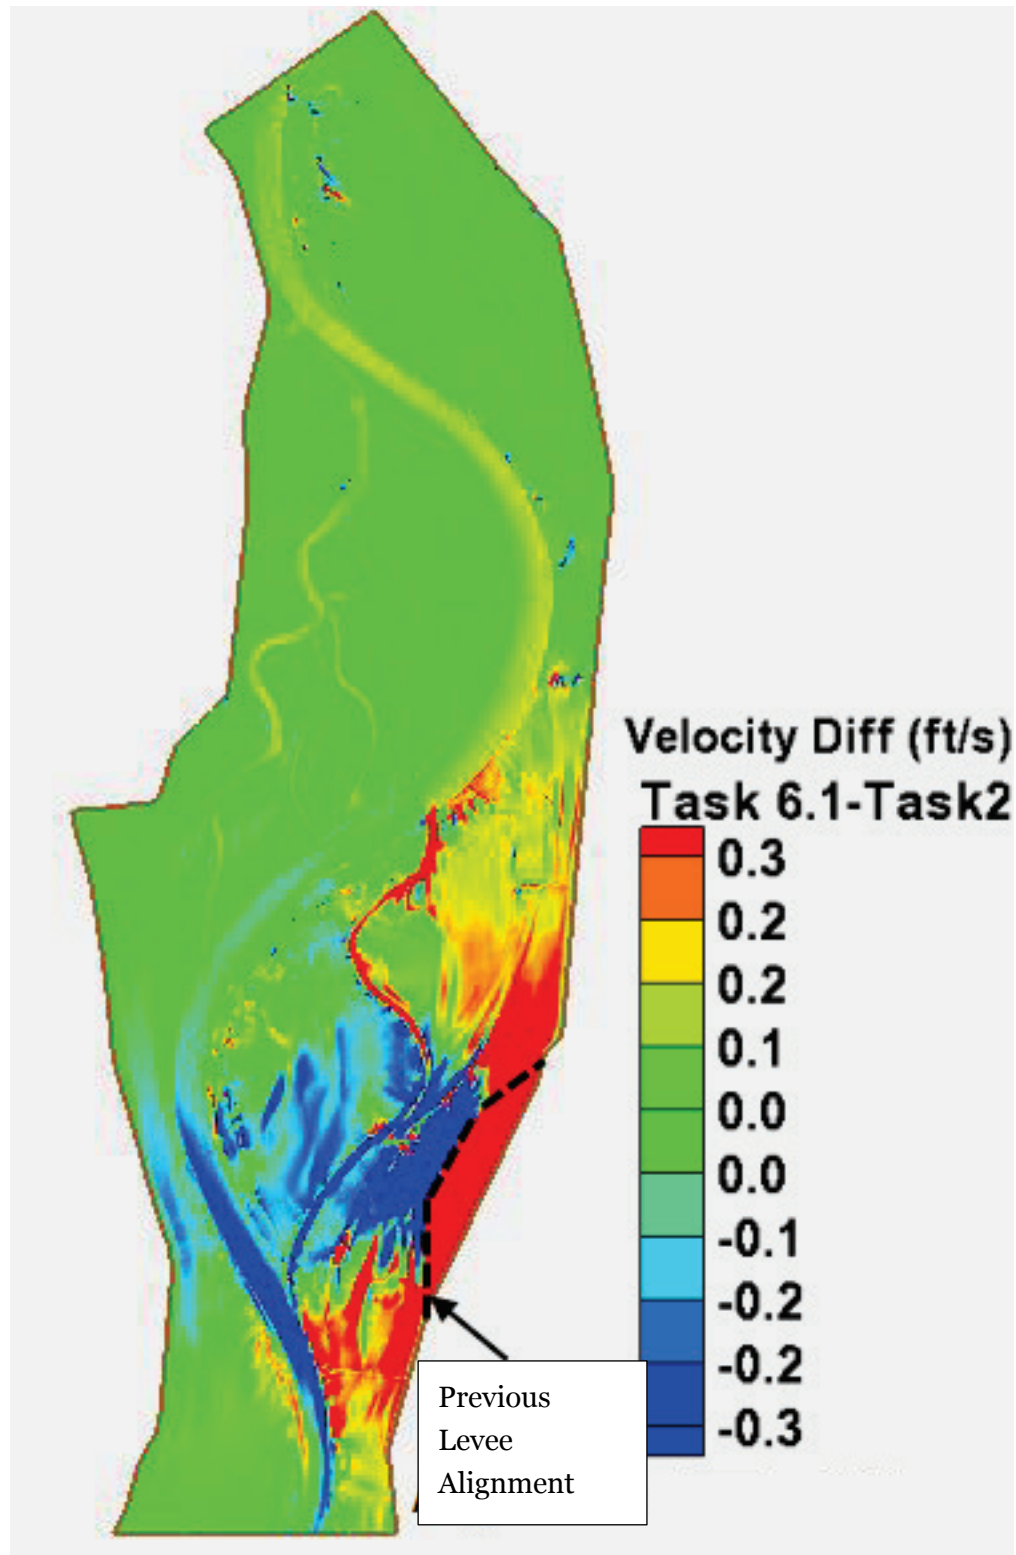 Velocity Diff (ft/s)
Task 6.1-Task2
0.3
0.2
0.2
0.1
0.0
0.0
-0.1
-0.2
-0.2
-0.3
Previous
Levee
Alignment